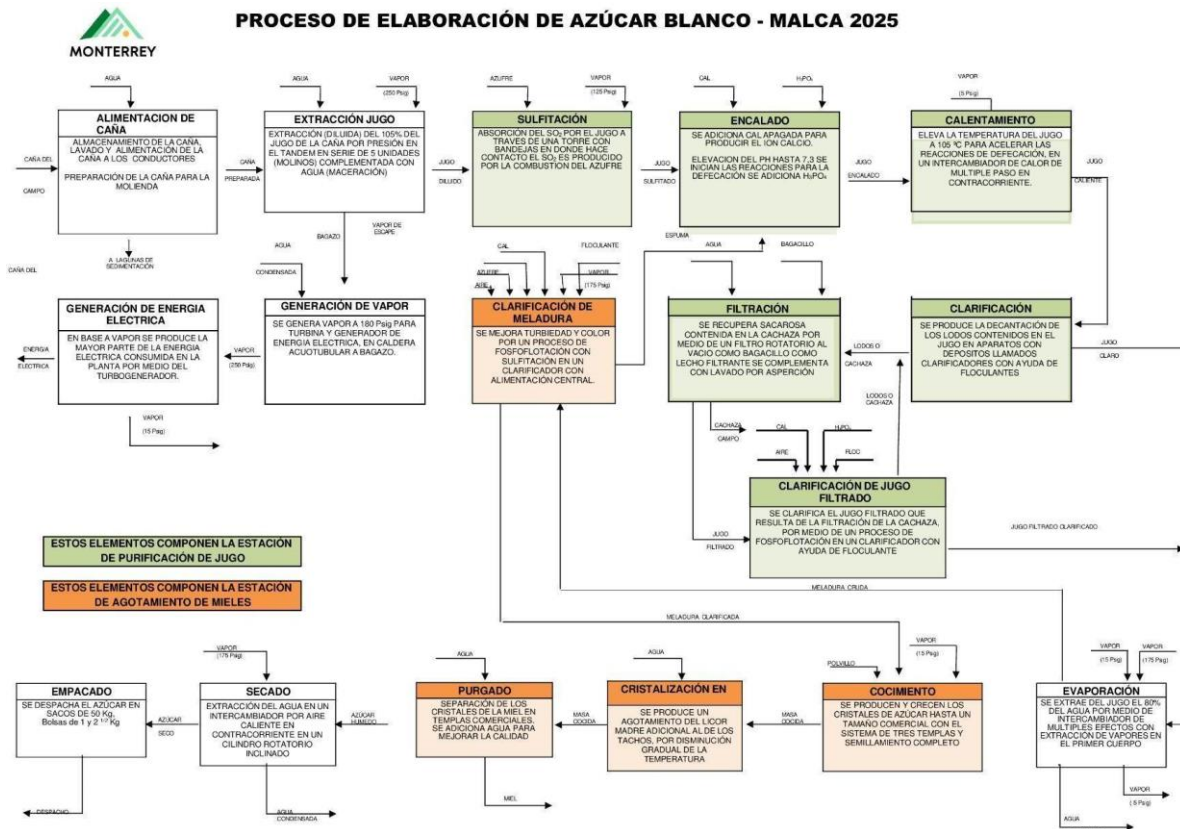 PROCESO DE ELABORACIÓN DE AZÚCAR BLANCO - MALCA 2025
MONTERREY
AGUA
ALIMENTACION DE
CAÑA
ALMACENAMIENTO DE LA CAÑA,
LAVADO Y ALIMENTACIÓN DE LA
CAÑA A LOS CONDUCTORES
PREPARACIÓN DE LA CAÑA PARA LA
MOLIENDA
CAÑA DEL
CAMPO
A LAGUNAS DE
SEDIMENTACIÓN
CAÑA
PREPARADA
AGUA
VAPOR
(250 Psig)
EXTRACCIÓN JUGO
EXTRACCIÓN (DILUIDA) DEL 105% DEL
JUGO DE LA CAÑA POR PRESIÓN EN
EL TANDEM EN SERIE DE 5 UNIDADES
(MOLINOS) COMPLEMENTADA CON
AGUA (MACERACIÓN)
BAGAZO
VAPOR DE
ESCAPE
JUGO
DILUIDO
AZUFRE
VAPOR
(125 Psig)
SULFITACIÓN
ABSORCIÓN DEL SO₂ POR EL JUGO A
TRAVÉS DE UNA TORRE CON
BANDEJAS EN DONDE HACE
CONTACTO EL SO₂ ES PRODUCIDO
POR LA COMBUSTION DEL AZUFRE
JUGO
SULFITADO
CAL
H₃PO₄
ENCALADO
SE ADICIONA CAL APAGADA PARA
PRODUCIR EL ION CALCIO.
ELEVACION DEL PH HASTA 7,3 SE
INICIAN LAS REACCIONES PARA LA
DEFECACIÓN SE ADICIONA H₃PO₄
JUGO
ENCALADO
VAPOR
(5 Psig)
CALENTAMIENTO
ELEVA LA TEMPERATURA DEL JUGO
A 105 ºC PARA ACELERAR LAS
REACCIONES DE DEFECACIÓN, EN
UN INTERCAMBIADOR DE CALOR DE
MULTIPLE PASO EN
CONTRACORRIENTE.
JUGO
CALIENTE
CAÑA DEL
GENERACIÓN DE ENERGIA
ELECTRICA
EN BASE A VAPOR SE PRODUCE LA
MAYOR PARTE DE LA ENERGIA
ELECTRICA CONSUMIDA EN LA
PLANTA POR MEDIO DEL
TURBOGENERADOR.
ENERGIA
ELECTRICA
VAPOR
(15 Psig)
VAPOR
(250 Psig)
AGUA
CONDENSADA
GENERACIÓN DE VAPOR
SE GENERA VAPOR A 180 Psig PARA
TURBINA Y GENERADOR DE
ENERGIA ELECTRICA, EN CALDERA
ACUOTUBULAR A BAGAZO.
CAL
FLOCULANTE
AZUFRE
VAPOR
AIRE
(175 Psig)
CLARIFICACIÓN DE
MELADURA
SE MEJORA TURBIEDAD Y COLOR
POR UN PROCESO DE
FOSFOFLOTACIÓN CON
SULFITACIÓN EN UN
CLARIFICADOR CON
ALIMENTACIÓN CENTRAL.
ESPUMA
AGUA
BAGACILLO
FILTRACIÓN
SE RECUPERA SACAROSA
CONTENIDA EN LA CACHAZA POR
MEDIO DE UN FILTRO ROTATORIO AL
VACIO COMO BAGACILLO COMO
LECHO FILTRANTE SE COMPLEMENTA
CON LAVADO POR ASPERCIÓN
LODOS O
CACHAZA
CLARIFICACIÓN
SE PRODUCE LA DECANTACIÓN DE
LOS LODOS CONTENIDOS EN EL
JUGO EN APARATOS CON
DEPOSITOS LLAMADOS
CLARIFICADORES CON AYUDA DE
FLOCULANTES
JUGO
CLARO
LODOS O
CACHAZA
CACHAZA
CAMPO
CAL
H₃PO₄
AIRE
FLOC
CLARIFICACIÓN DE JUGO
FILTRADO
SE CLARIFICA EL JUGO FILTRADO QUE
RESULTA DE LA FILTRACIÓN DE LA CACHAZA,
POR MEDIO DE UN PROCESO DE
FOSFOFLOTACIÓN EN UN CLARIFICADOR CON
AYUDA DE FLOCULANTE
JUGO
FILTRADO
JUGO FILTRADO CLARIFICADO
ESTOS ELEMENTOS COMPONEN LA ESTACIÓN
DE PURIFICACIÓN DE JUGO
ESTOS ELEMENTOS COMPONEN LA ESTACIÓN
DE AGOTAMIENTO DE MIELES
MELADURA CRUDA
MELADURA CLARIFICADA
EMPACADO
SE DESPACHA EL AZÚCAR EN
SACOS DE 50 Kg,
Bolsas de 1 y 2 1/2 Kg
DESPACHO
AZÚCAR
SECO
VAPOR
(175 Psig)
SECADO
EXTRACCIÓN DEL AGUA EN UN
INTERCAMBIADOR POR AIRE
CALIENTE EN
CONTRACORRIENTE EN UN
CILINDRO ROTATORIO
INCLINADO
AGUA
CONDENSADA
AZÚCAR
HUMEDO
AGUA
PURGADO
SEPARACIÓN DE LOS
CRISTALES DE LA MIEL EN
TEMPLAS COMERCIALES,
SE ADICIONA AGUA PARA
MEJORAR LA CALIDAD
MIEL
MASA
COCIDA
AGUA
CRISTALIZACIÓN EN
SE PRODUCE UN
AGOTAMIENTO DEL LICOR
MADRE ADICIONAL AL DE LOS
TACHOS, POR DISMINUCIÓN
GRADUAL DE LA
TEMPERATURA
MASA
COCIDA
POLVILLO
VAPOR
(15 Psig)
COCIMIENTO
SE PRODUCEN Y CRECEN LOS
CRISTALES DE AZÚCAR HASTA UN
TAMAÑO COMERCIAL CON EL
SISTEMA DE TRES TEMPLAS Y
SEMILLAMIENTO COMPLETO
VAPOR
(15 Psig)
VAPOR
(175 Psig)
EVAPORACIÓN
SE EXTRAE DEL JUGO EL 80%
DEL AGUA POR MEDIO DE
INTERCAMBIADOR DE
MULTIPLES EFECTOS CON
EXTRACCIÓN DE VAPORES EN
EL PRIMER CUERPO
VAPOR
( 5 Psig)
AGUA